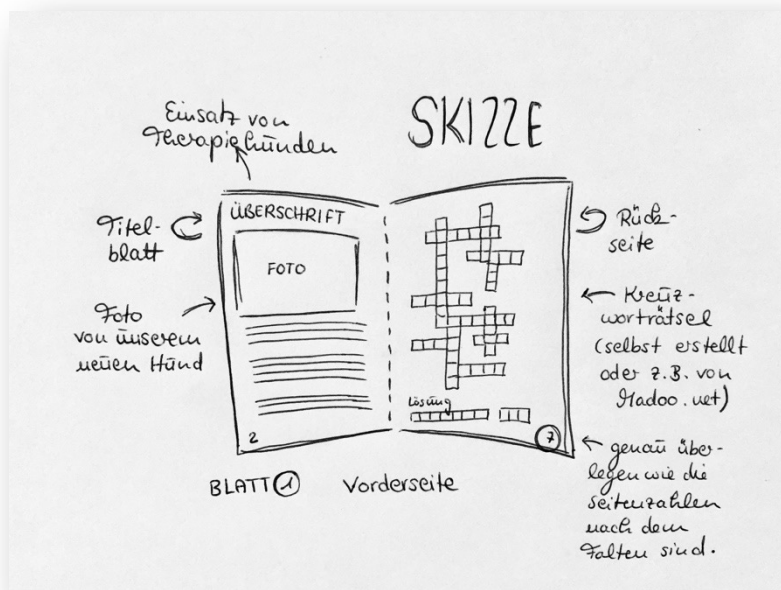 SKIZZE
Einsatz von
Therapiehunden
Titel-
blatt
Foto
von unserem
neuen Hund
ÜBERSCHRIFT
FOTO
2
Lösung
7
Rück-
seite
Kreuz-
worträtsel
(selbst erstellt
oder z.B. von
Madoo.net)
genau über-
legen wie die
Seitenzahlen
nach dem
Falten sind.
BLATT 1 Vorderseite